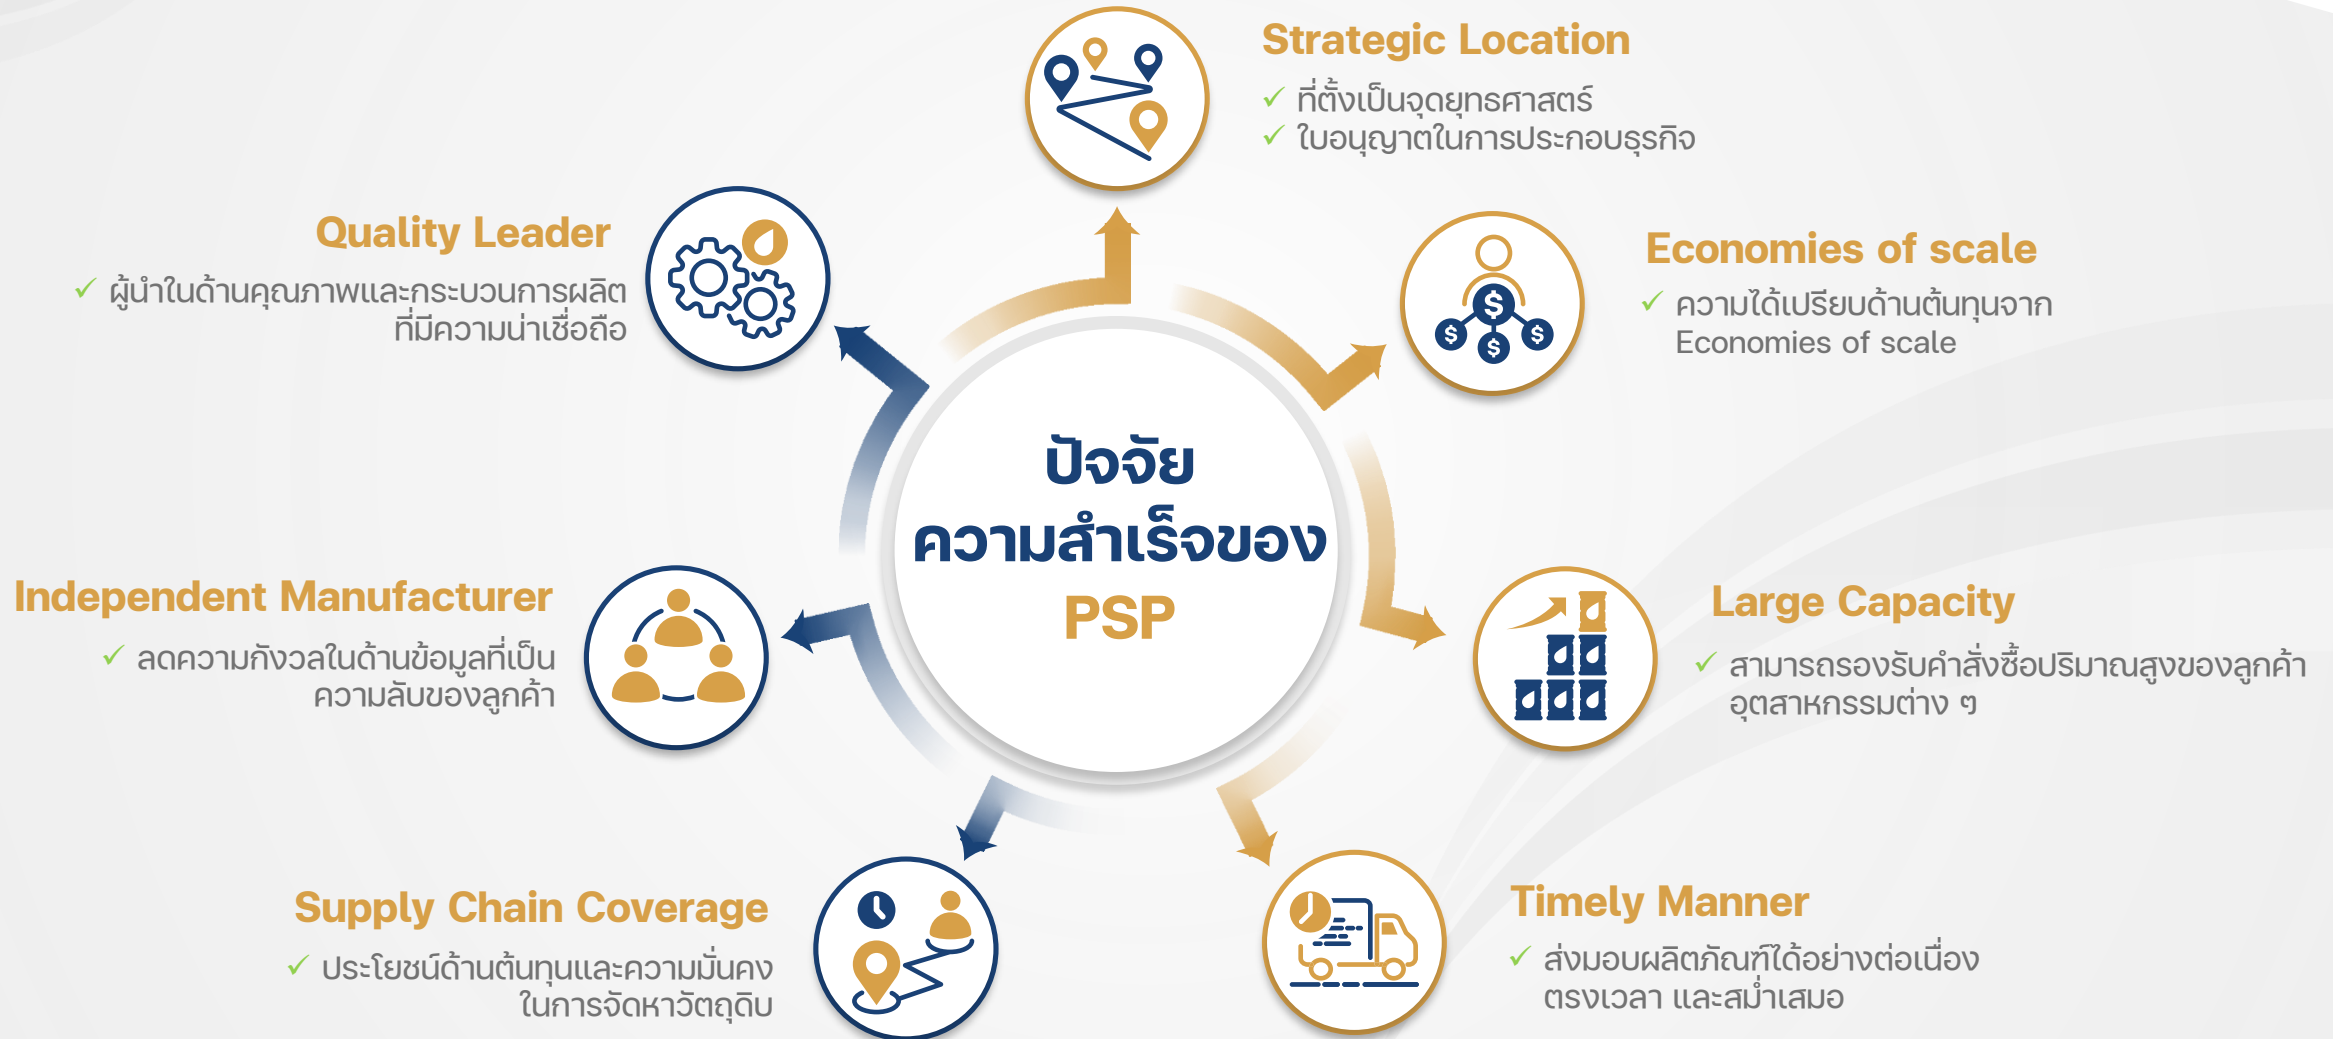 Strategic Location
ที่ตั้งเป็นจุดยุทธศาสตร์
ใบอนุญาตในการประกอบธุรกิจ
Quality Leader
ผู้นำในด้านคุณภาพและกระบวนการผลิต
ที่มีความน่าเชื่อถือ
Economies of scale
ความได้เปรียบด้านต้นทุนจาก
Economies of scale
ปัจจัย
ความสำเร็จของ
PSP
Independent Manufacturer
ลดความกังวลในด้านข้อมูลที่เป็น
ความลับของลูกค้า
Large Capacity
สามารถรองรับคำสั่งซื้อปริมาณสูงของลูกค้า
อุตสาหกรรมต่าง ๆ
Supply Chain Coverage
ประโยชน์ด้านต้นทุนและความมั่นคง
ในการจัดหาวัตถุดิบ
Timely Manner
ส่งมอบผลิตภัณฑ์ได้อย่างต่อเนื่อง
ตรงเวลา และสม่ำเสมอ